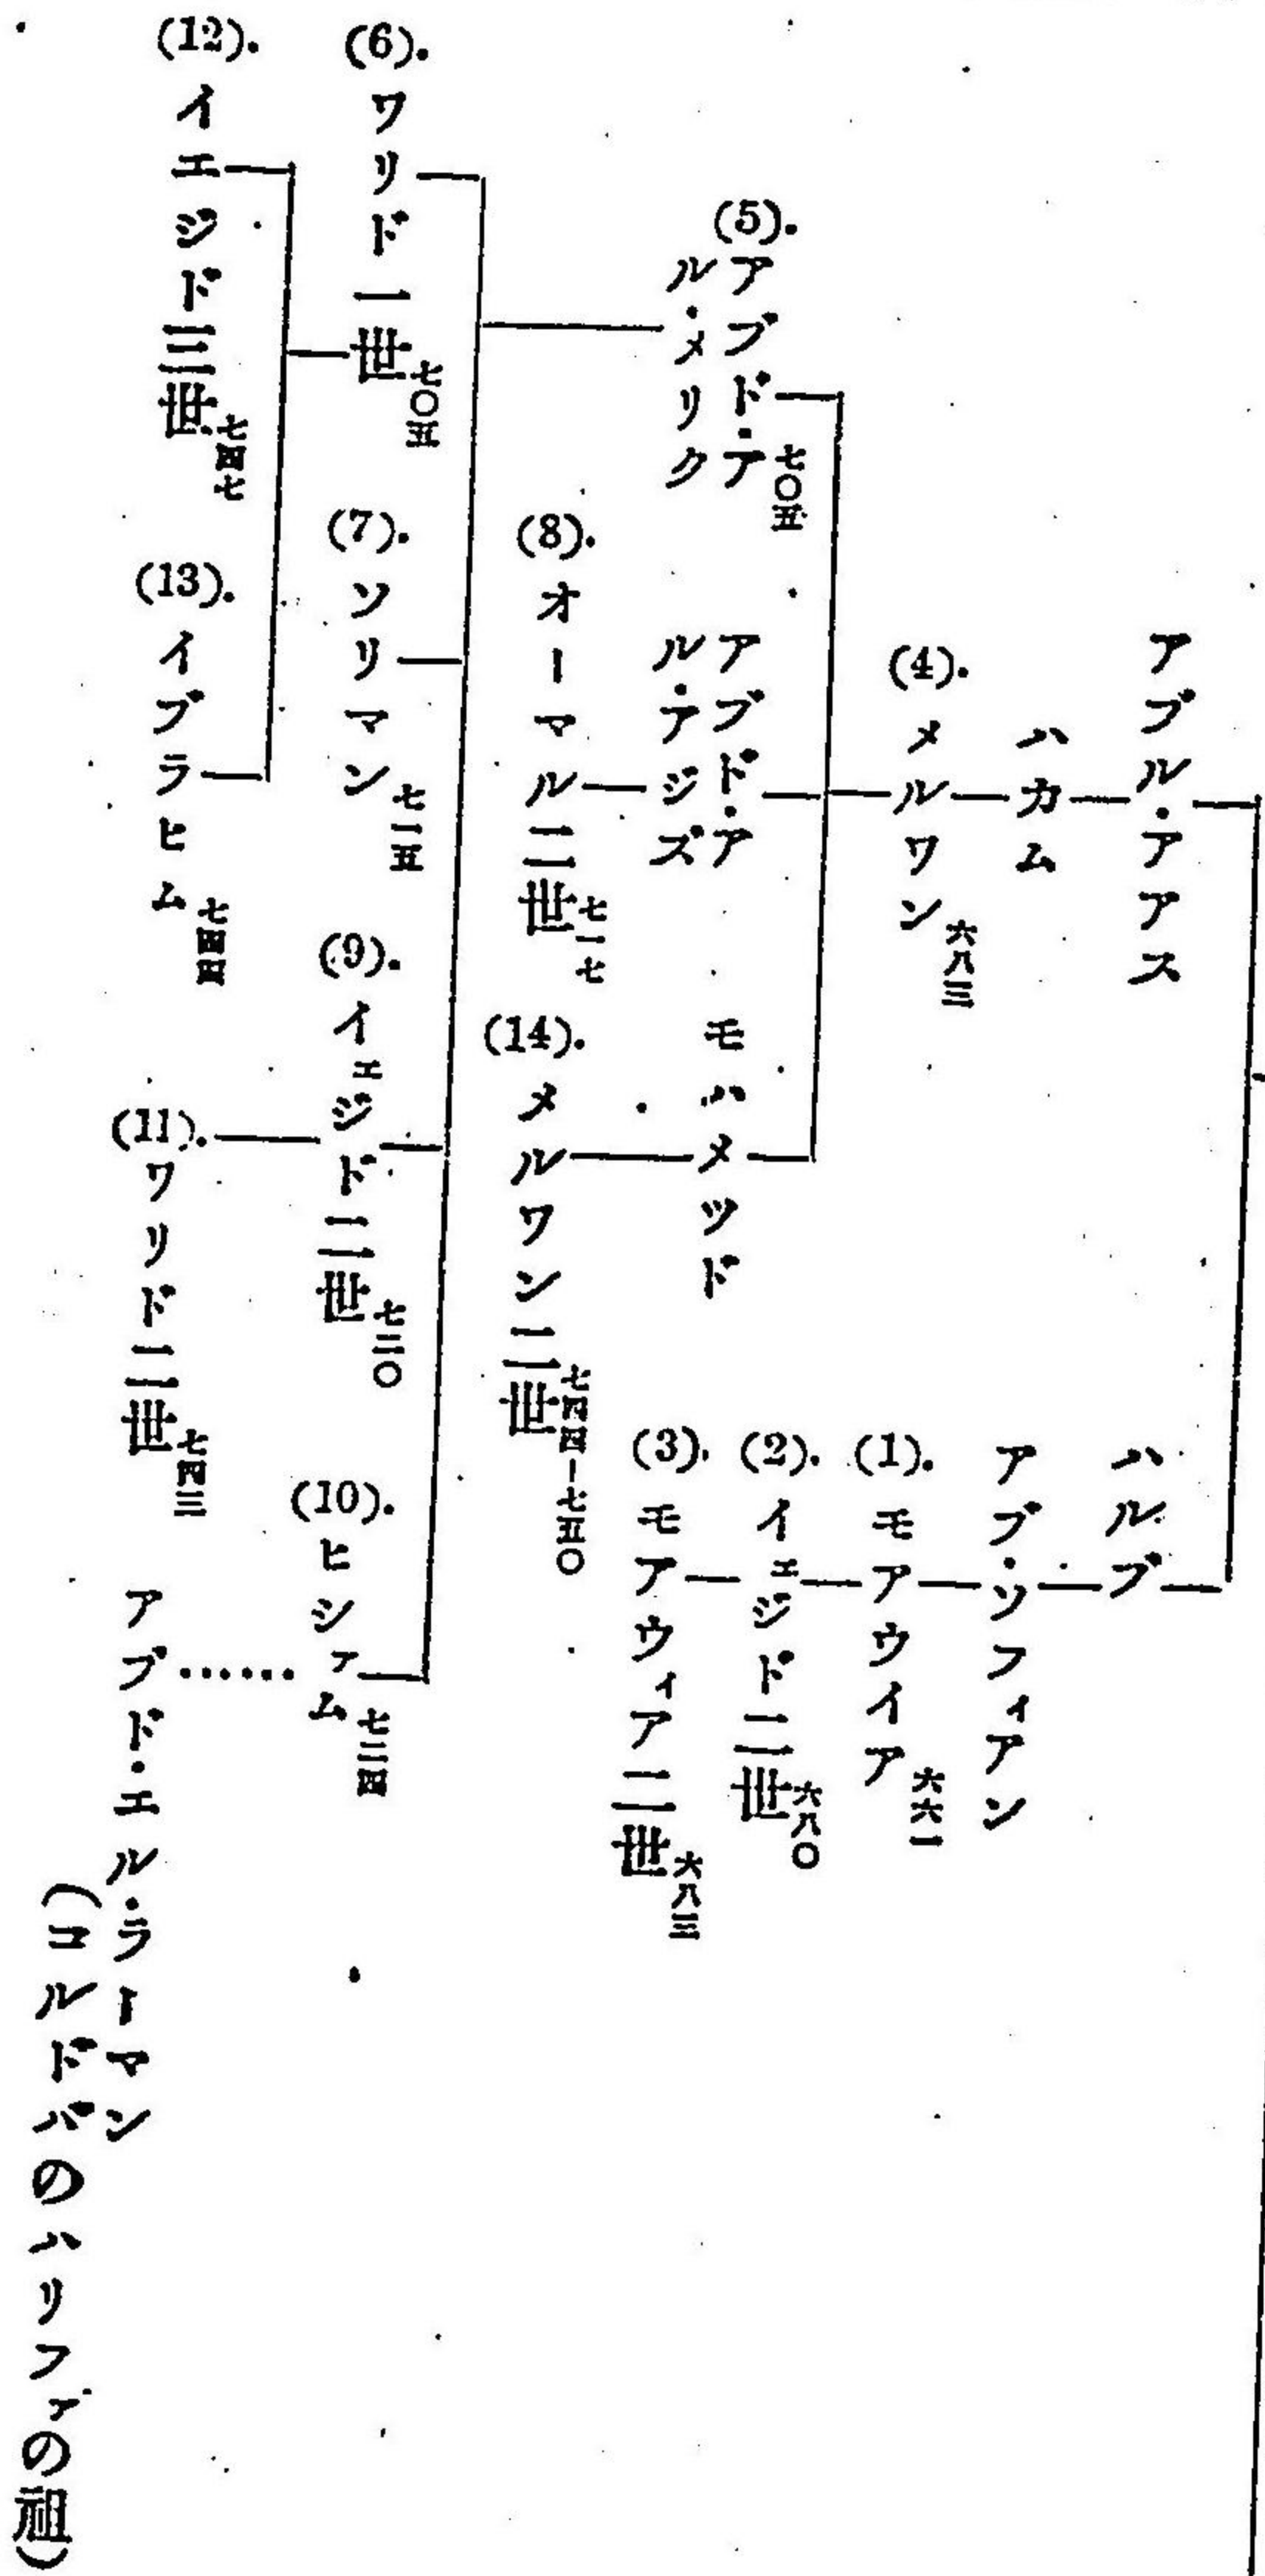 アブル・アアス
ハルブ
ハカム
アブ・ソフィアン
(4). メルワン 六八三
(1). モアウイア 六六一
(2). イェジド二世 六八〇
(3). モアウィア二世 六八三
(5). アブド・ア
ル・メリク 七〇五
アブド・ア
ル・アジズ
モハメツド
(8). オーマル二世 七一七
(14). メルワン二世 七四四―七五〇
(6). ワリド一世 七〇五
(7). ソリマン 七一五
(9). イェジド二世 七二〇
(10). ヒシァム 七二四
(12). イエジド三世 七四七
(13). イブラヒム 七四四
(11). ワリド二世 七四三
アブド・エル・ラーマン
(コルドバのハリファの祖)